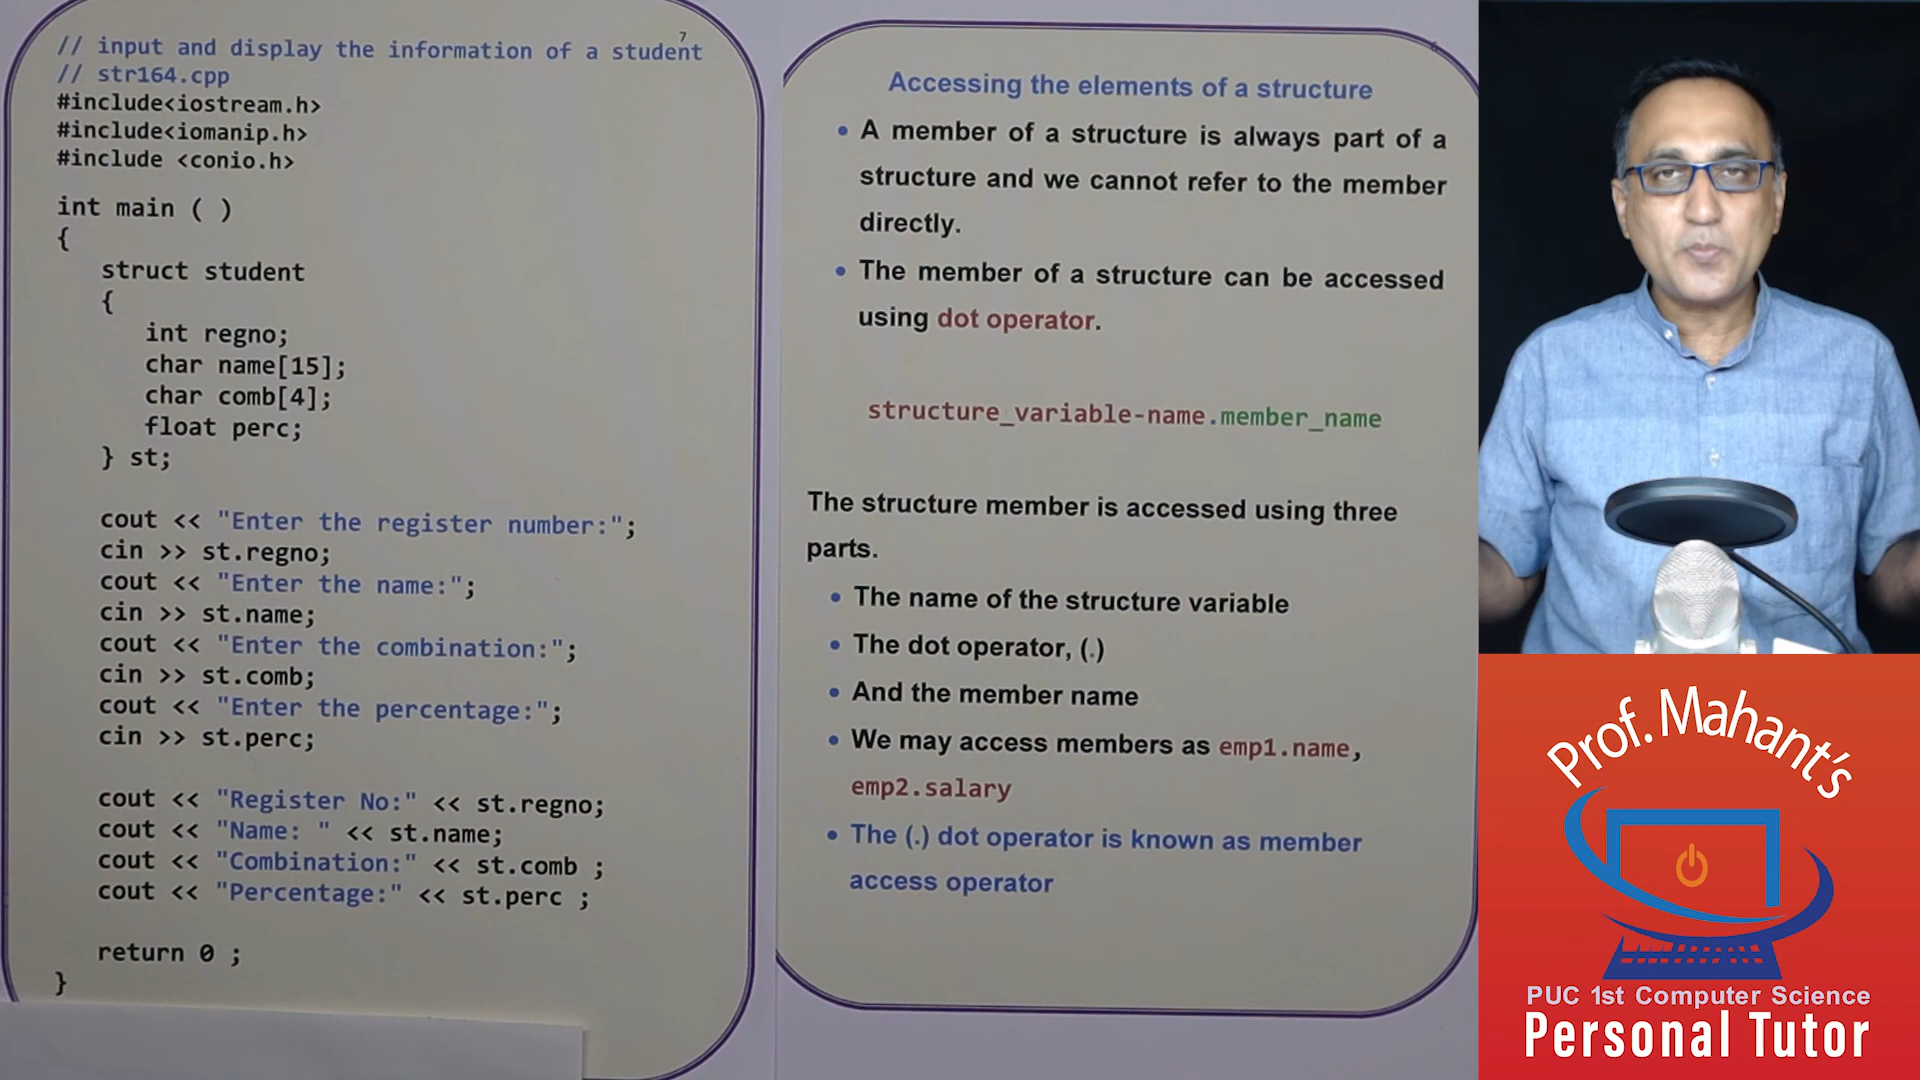 7
// input and display the information of a student
// str164.cpp
#include<iostream.h>
#include<iomanip.h>
#include <conio.h>
int main ( )
{
struct student
{
int regno;
char name[15];
char comb[4];
float perc;
} st;
cout << "Enter the register number:";
cin >> st.regno;
cout << "Enter the name:";
cin >> st.name;
cout << "Enter the combination:";
cin >> st.comb;
cout << "Enter the percentage:";
cin >> st.perc;
cout << "Register No:" << st.regno;
cout << "Name: " << st.name;
cout << "Combination:" << st.comb ;
cout << "Percentage:" << st.perc ;
return 0 ;
}
Accessing the elements of a structure
• A member of a structure is always part of a
structure and we cannot refer to the member
directly.
• The member of a structure can be accessed
using dot operator.
structure_variable-name.member_name
The structure member is accessed using three
parts.
• The name of the structure variable
• The dot operator, (.)
• And the member name
• We may access members as emp1.name,
emp2.salary
• The (.) dot operator is known as member
access operator
Prof. Mahant's
PUC 1st Computer Science
Personal Tutor